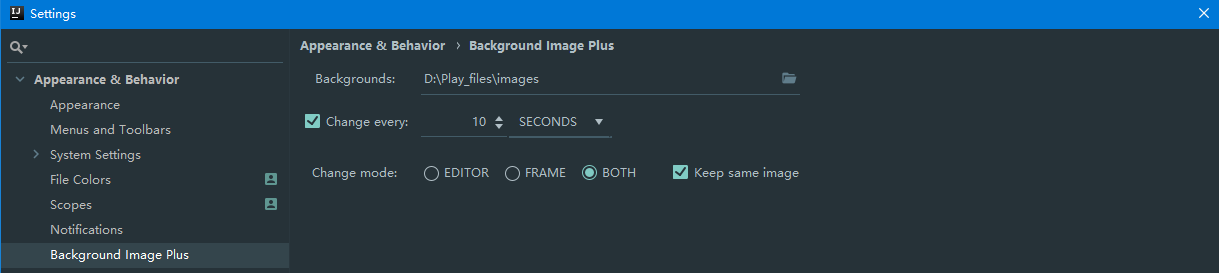 IJ Settings
Appearance & Behavior
Appearance
Menus and Toolbars
System Settings
File Colors
Scopes
Notifications
Background Image Plus
Appearance & Behavior › Background Image Plus
Backgrounds: D:\Play_files\images
Change every: 10 SECONDS
Change mode: EDITOR FRAME BOTH Keep same image